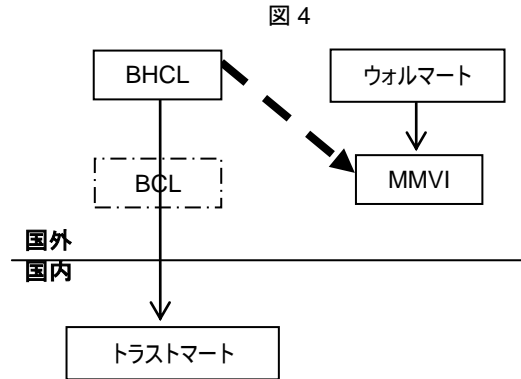 図 4
BHCL
ウォルマート
BCL
MMVI
国外
国内
トラストマート